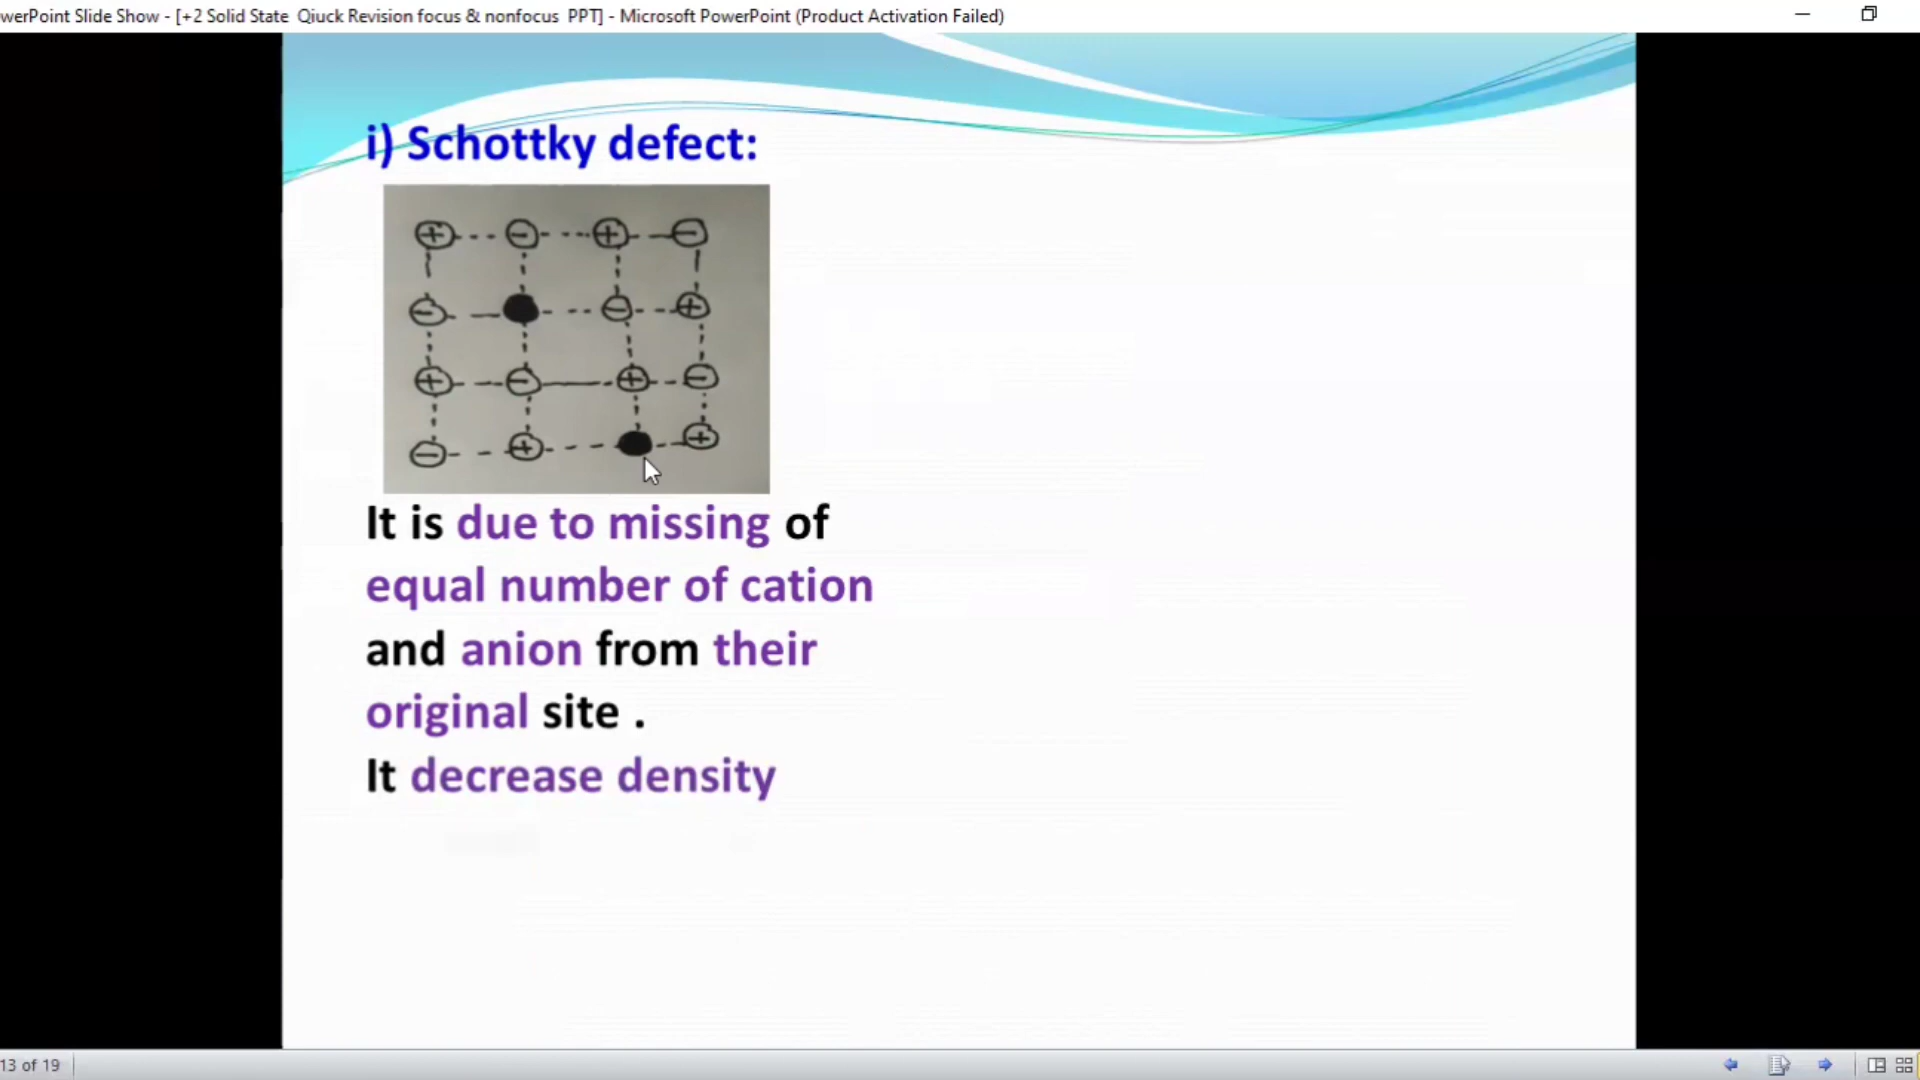 werPoint Slide Show - [+2 Solid State Qiuck Revision focus & nonfocus PPT] - Microsoft PowerPoint (Product Activation Failed)
i) Schottky defect:
+ - + -
- - +
+ - + -
- + +
It is due to missing of
equal number of cation
and anion from their
original site .
It decrease density
13 of 19